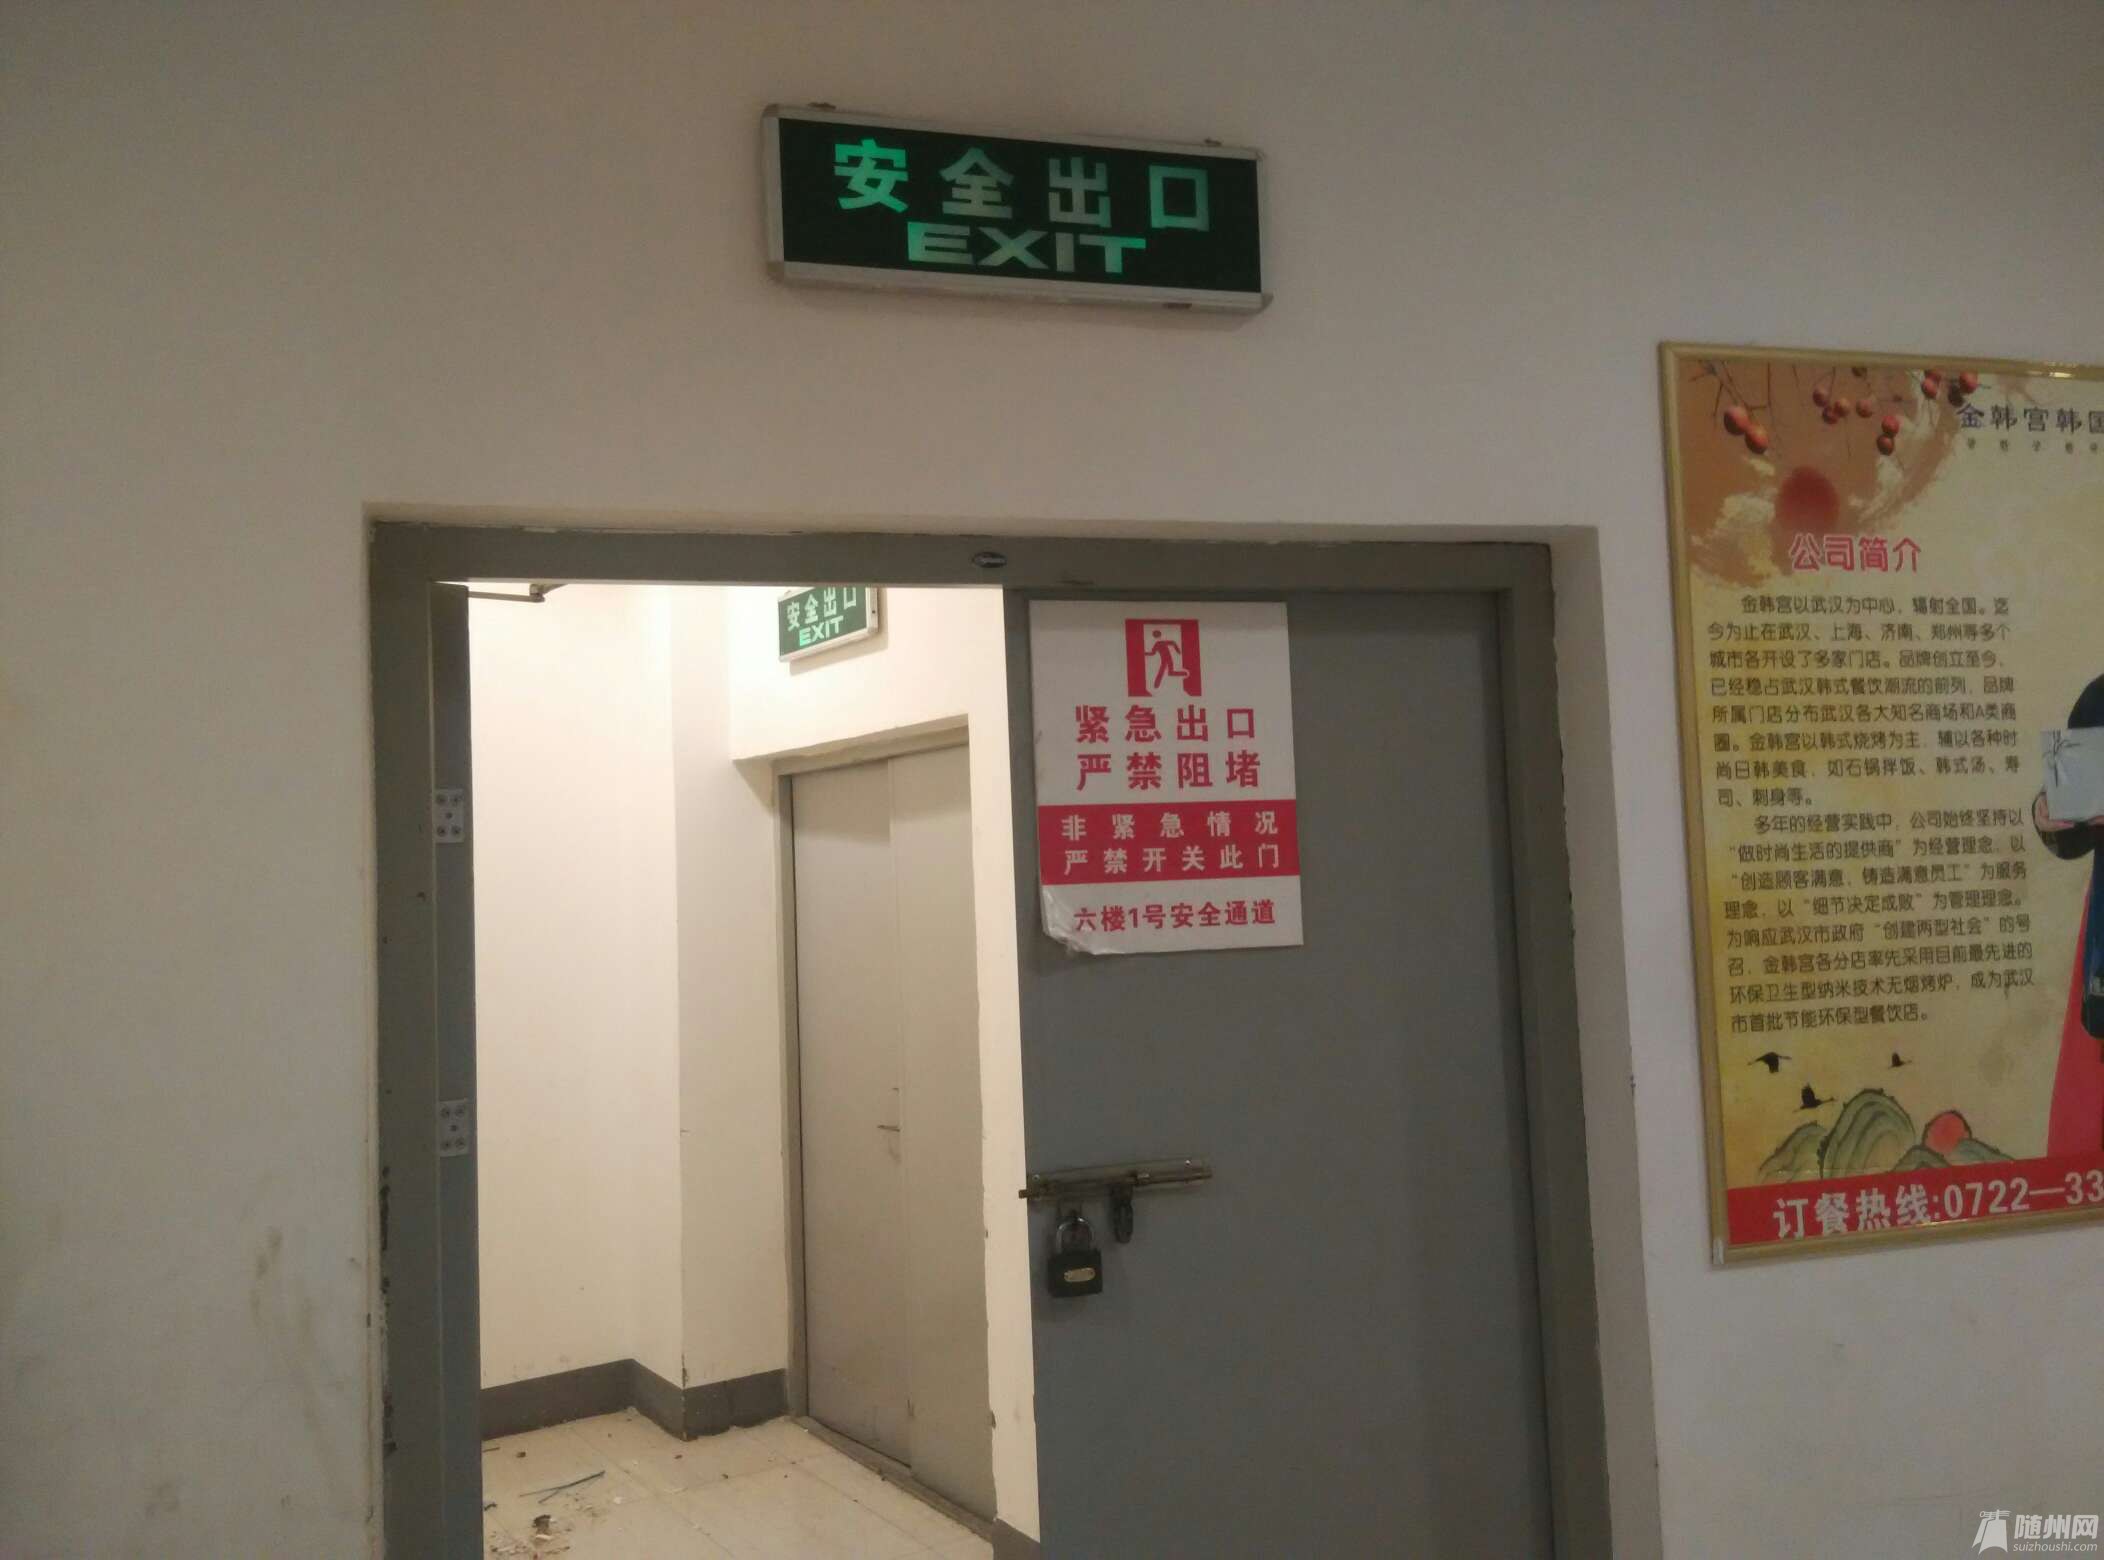 安全出口
EXIT
安全出口
EXIT
紧急出口
严禁阻堵
非紧急情况
严禁开关此门
六楼1号安全通道
金韩宫韩国
公司简介
金韩宫以武汉为中心，辐射全国。迄
今为止在武汉、上海、济南、郑州等多个
城市各开设了多家门店。品牌创立至今，
已经稳占武汉韩式餐饮潮流的前列，品牌
所属门店分布武汉各大知名商场和A类商
圈。金韩宫以韩式烧烤为主，辅以各种时
尚日韩美食，如石锅拌饭、韩式汤、寿
司、刺身等。
多年的经营实践中，公司始终坚持以
“做时尚生活的提供商”为经营理念，以
“创造顾客满意，铸造满意员工”为服务
理念，以“细节决定成败”为管理理念。
为响应武汉市政府“创建两型社会”的号
召，金韩宫各分店率先采用目前最先进的
环保卫生型纳米技术无烟烤炉，成为武汉
市首批节能环保型餐饮店。
订餐热线:0722—33
随州网
suizhoushi.com